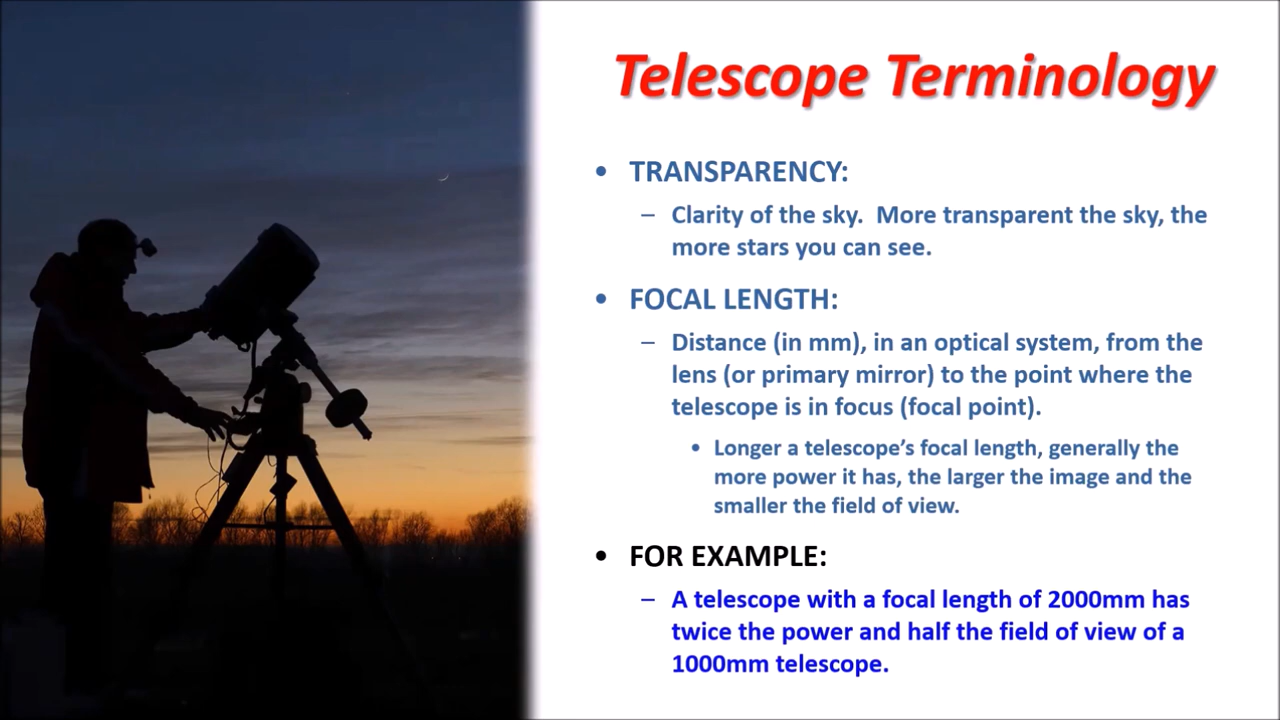 Telescope Terminology
• TRANSPARENCY:
– Clarity of the sky.  More transparent the sky, the
more stars you can see.
• FOCAL LENGTH:
– Distance (in mm), in an optical system, from the
lens (or primary mirror) to the point where the
telescope is in focus (focal point).
• Longer a telescope’s focal length, generally the
more power it has, the larger the image and the
smaller the field of view.
• FOR EXAMPLE:
– A telescope with a focal length of 2000mm has
twice the power and half the field of view of a
1000mm telescope.